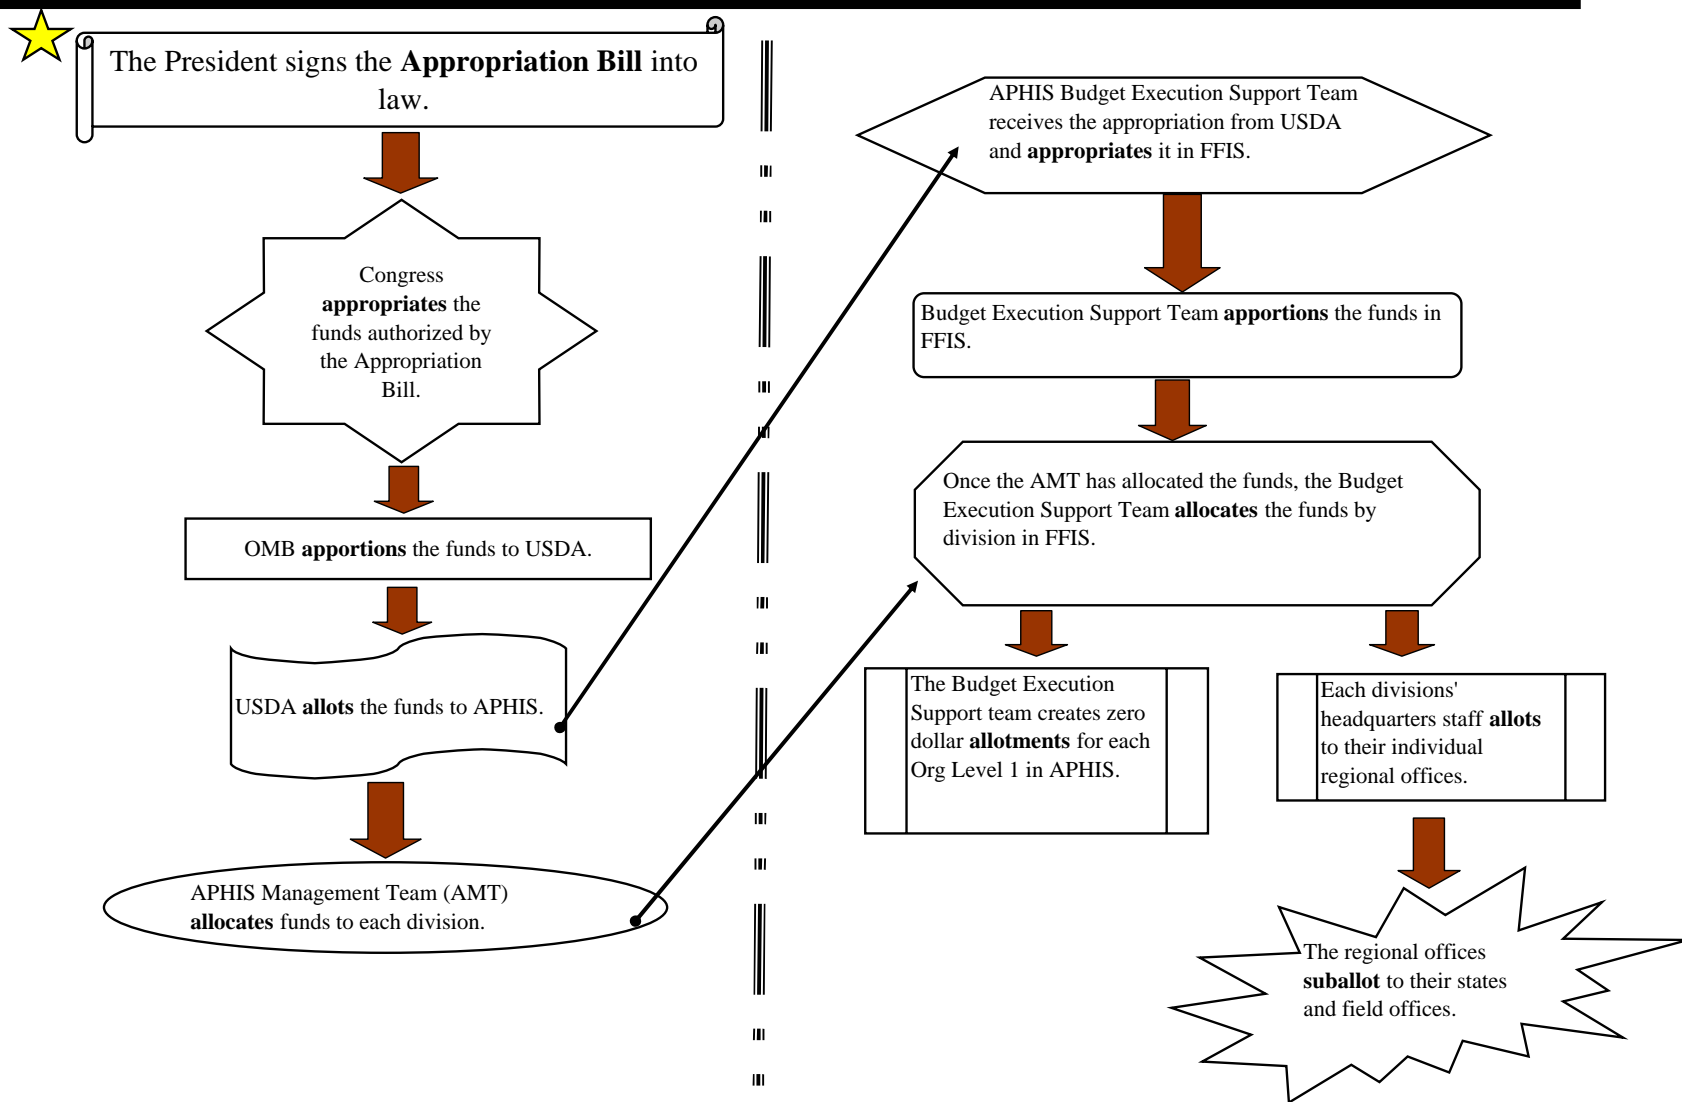 The President signs the Appropriation Bill into
law.
Congress
appropriates the
funds authorized by
the Appropriation
Bill.
OMB apportions the funds to USDA.
USDA allots the funds to APHIS.
APHIS Management Team (AMT)
allocates funds to each division.
APHIS Budget Execution Support Team
receives the appropriation from USDA
and appropriates it in FFIS.
Budget Execution Support Team apportions the funds in
FFIS.
Once the AMT has allocated the funds, the Budget
Execution Support Team allocates the funds by
division in FFIS.
The Budget Execution
Support team creates zero
dollar allotments for each
Org Level 1 in APHIS.
Each divisions'
headquarters staff allots
to their individual
regional offices.
The regional offices
suballot to their states
and field offices.